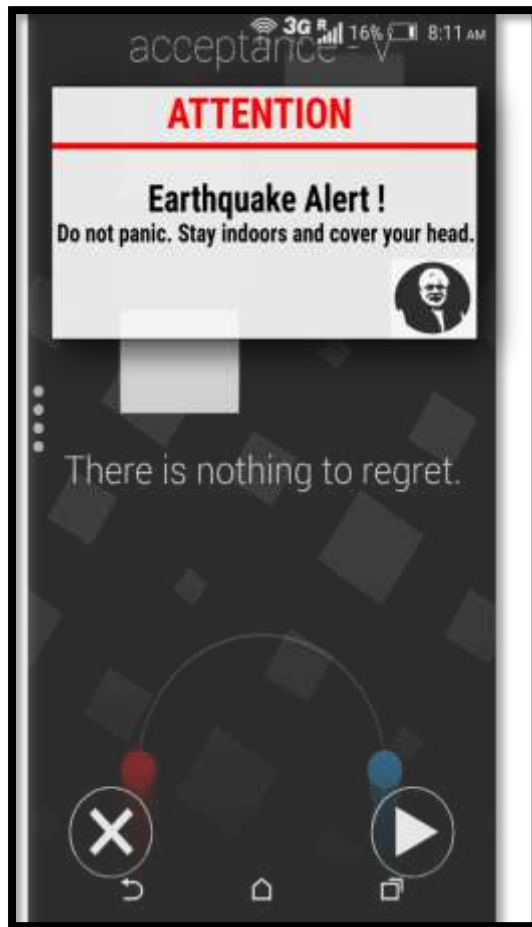 3G R 16% 8:11 AM
acceptance - V
ATTENTION
Earthquake Alert !
Do not panic. Stay indoors and cover your head.
There is nothing to regret.